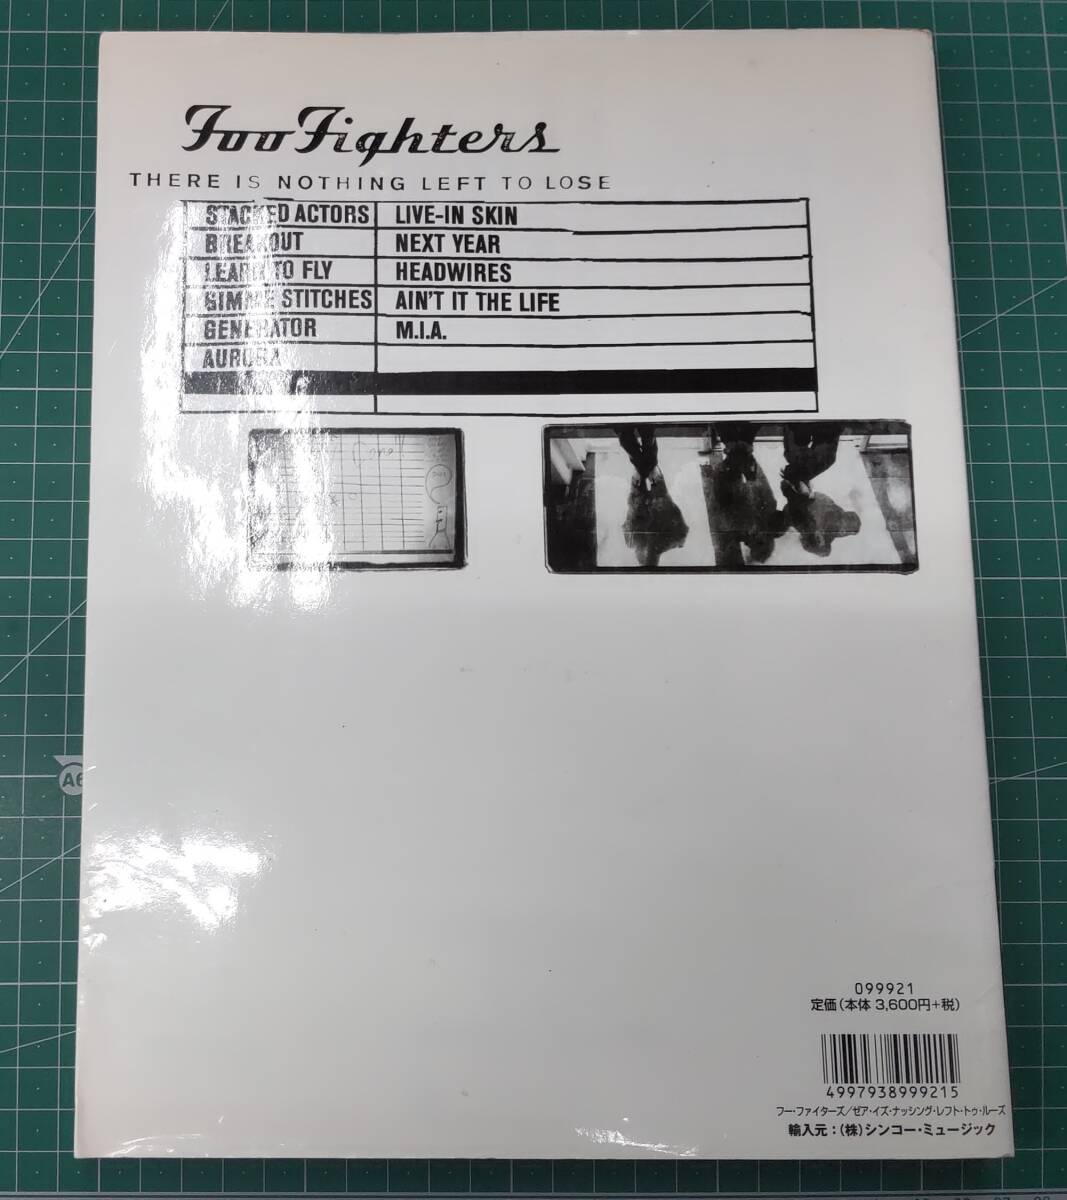 Foo Fighters
THERE IS NOTHING LEFT TO LOSE
STACKED ACTORS
BREAKOUT
LEARN TO FLY
GIMME STITCHES
GENERATOR
AURORA
LIVE-IN SKIN
NEXT YEAR
HEADWIRES
AIN'T IT THE LIFE
M.I.A.
A6
099921
定価(本体 3,600円+税)
4997938999215
フー・ファイターズ/ゼア・イズ・ナッシング・レフト・トゥ・ルーズ
輸入元:(株)シンコー・ミュージック